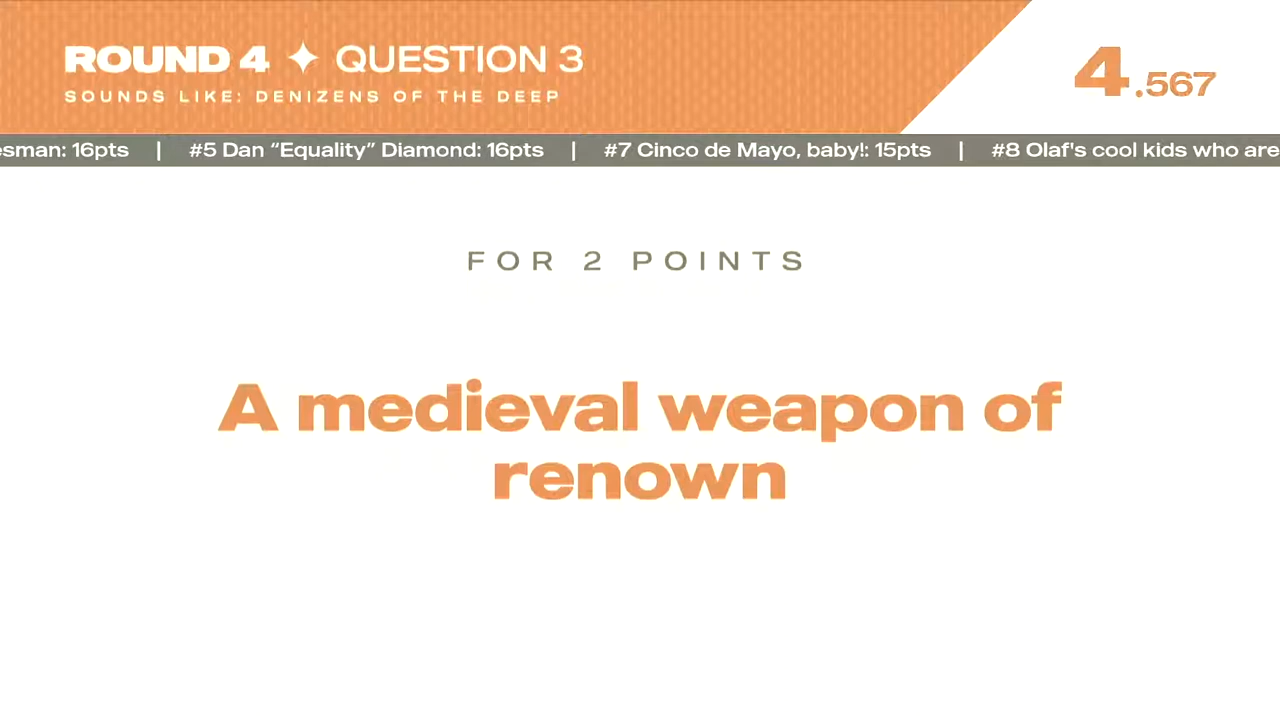 ROUND 4 ✦ QUESTION 3
SOUNDS LIKE: DENIZENS OF THE DEEP
4.567
esman: 16pts | #5 Dan “Equality” Diamond: 16pts | #7 Cinco de Mayo, baby!: 15pts | #8 Olaf's cool kids who are
FOR 2 POINTS
A medieval weapon of
renown